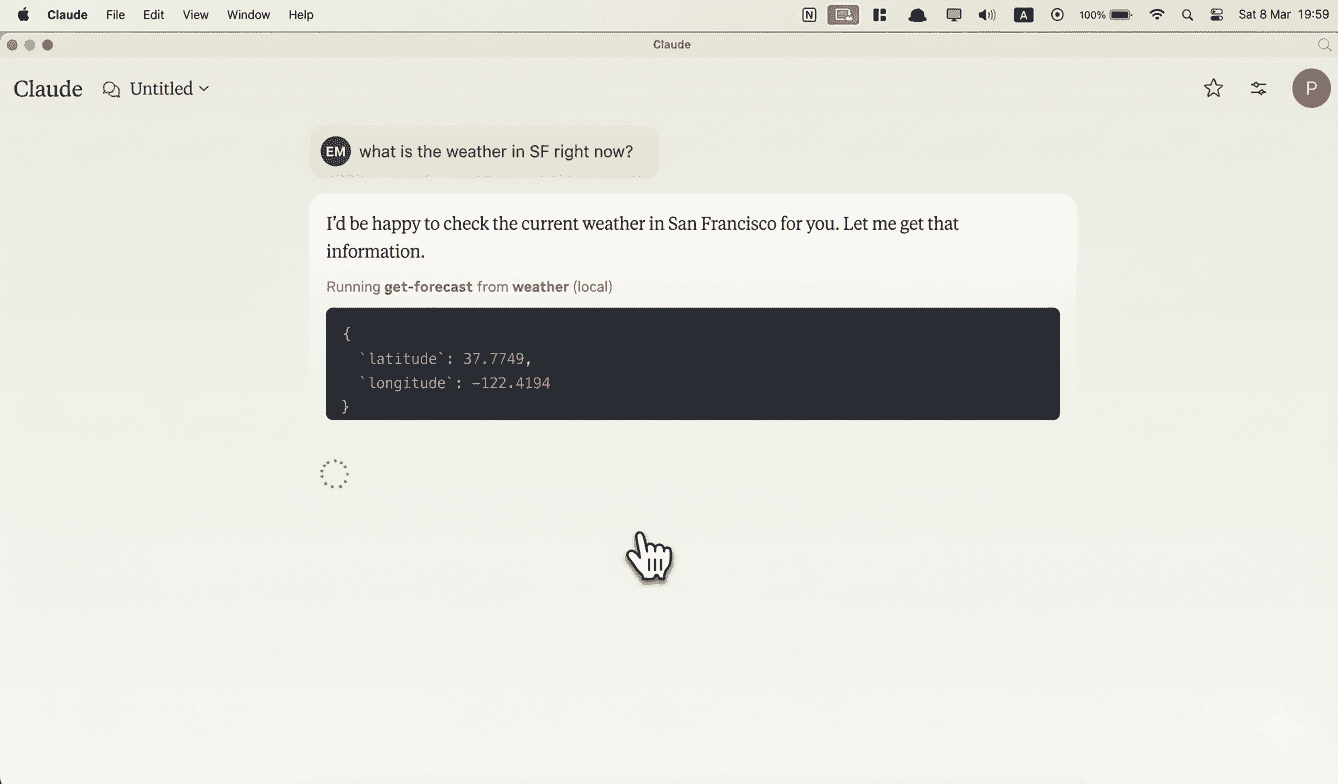 Claude File Edit View Window Help N A 100% Sat 8 Mar 19:59
Claude
Claude Untitled P
EM what is the weather in SF right now?
I'd be happy to check the current weather in San Francisco for you. Let me get that
information.
Running get-forecast from weather (local)
{
`latitude`: 37.7749,
`longitude`: -122.4194
}